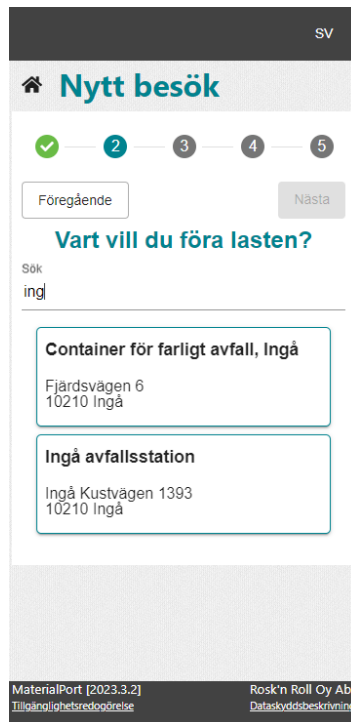 SV
Nytt besök
2 3 4 5
Föregående
Nästa
Vart vill du föra lasten?
Sök
ing
Container för farligt avfall, Ingå
Fjärdsvägen 6
10210 Ingå
Ingå avfallsstation
Ingå Kustvägen 1393
10210 Ingå
MaterialPort [2023.3.2]
Rosk'n Roll Oy Ab
Tillgänglighetsredogörelse
Dataskyddsbeskrivning